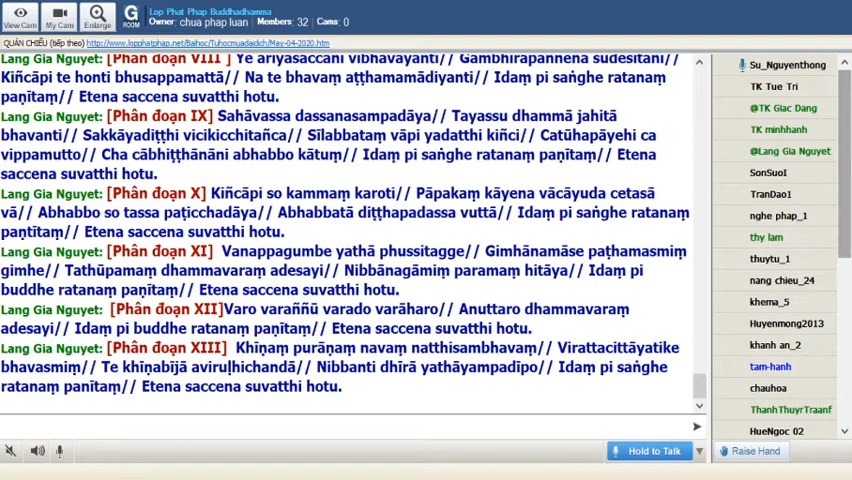 Lop Phat Phap Buddhadhamma
Owner: chua phap luan Members: 32 Cams: 0
View Cam
My Cam
Enlarge
G
ROOM
QUÁN CHIẾU (tiếp theo) http://www.lopphatphap.net/Baihoc/Tuhocmuadaidich/May-04-2020.htm
Lang Gia Nguyet: [Phân đoạn VIII ] Ye ariyasaccāni vibhāvayanti// Gambhīrapaññena sudesitāni//
Kiñcāpi te honti bhusappamattā// Na te bhavaṃ aṭṭhamamādiyanti// Idaṃ pi saṅghe ratanaṃ
paṇītaṃ// Etena saccena suvatthi hotu.
Lang Gia Nguyet: [Phân đoạn IX] Sahāvassa dassanasampadāya// Tayassu dhammā jahitā
bhavanti// Sakkāyadiṭṭhi vicikicchitañca// Sīlabbataṃ vāpi yadatthi kiñci// Catūhapāyehi ca
vippamutto// Cha cābhiṭṭhānāni abhabbo kātuṃ// Idaṃ pi saṅghe ratanaṃ paṇītaṃ// Etena
saccena suvatthi hotu.
Lang Gia Nguyet: [Phân đoạn X] Kiñcāpi so kammaṃ karoti// Pāpakaṃ kāyena vācāyuda cetasā
vā// Abhabbo so tassa paṭicchadāya// Abhabbatā diṭṭhapadassa vuttā// Idaṃ pi saṅghe ratanaṃ
paṇītaṃ// Etena saccena suvatthi hotu.
Lang Gia Nguyet: [Phân đoạn XI] Vanappagumbe yathā phussitagge// Gimhānamāse paṭhamasmiṃ
gimhe// Tathūpamaṃ dhammavaraṃ adesayi// Nibbānagāmiṃ paramaṃ hitāya// Idaṃ pi
buddhe ratanaṃ paṇītaṃ// Etena saccena suvatthi hotu.
Lang Gia Nguyet: [Phân đoạn XII]Varo varaññū varado varāharo// Anuttaro dhammavaraṃ
adesayi// Idaṃ pi buddhe ratanaṃ paṇītaṃ// Etena saccena suvatthi hotu.
Lang Gia Nguyet: [Phân đoạn XIII] Khīṇaṃ purāṇaṃ navaṃ natthisambhavaṃ// Virattacittāyatike
bhavasmiṃ// Te khīṇabījā aviruḷhichandā// Nibbanti dhīrā yathāyampadīpo// Idaṃ pi saṅghe
ratanaṃ paṇītaṃ// Etena saccena suvatthi hotu.
Su_Nguyenthong
TK Tue Tri
@TK Giac Dang
TK minhhanh
@Lang Gia Nguyet
SonSuoI
TranDao1
nghe phap_1
thy lam
thuytu_1
nang chieu_24
khema_5
Huyenmong2013
khanh an_2
tam-hanh
chauhoa
ThanhThuyrTraanf
HueNgoc 02
Hold to Talk
Raise Hand